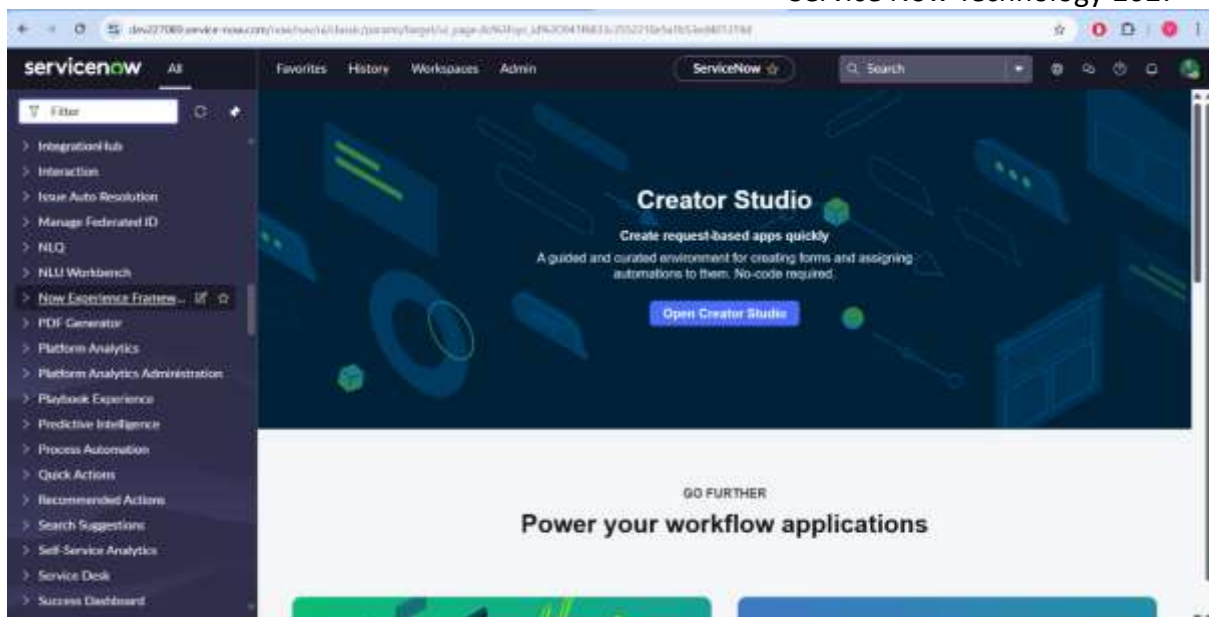 servicenow All Favorites History Workspaces Admin ServiceNow Search
Filter
IntegrationHub
Interaction
Issue Auto Resolution
Manage Federated ID
NLQ
NLU Workbench
Now Experience Framew...
PDF Generator
Platform Analytics
Platform Analytics Administration
Playbook Experience
Predictive Intelligence
Process Automation
Quick Actions
Recommended Actions
Search Suggestions
Self-Service Analytics
Service Desk
Success Dashboard
Creator Studio
Create request-based apps quickly
A guided and curated environment for creating forms and assigning
automations to them. No-code required.
Open Creator Studio
GO FURTHER
Power your workflow applications